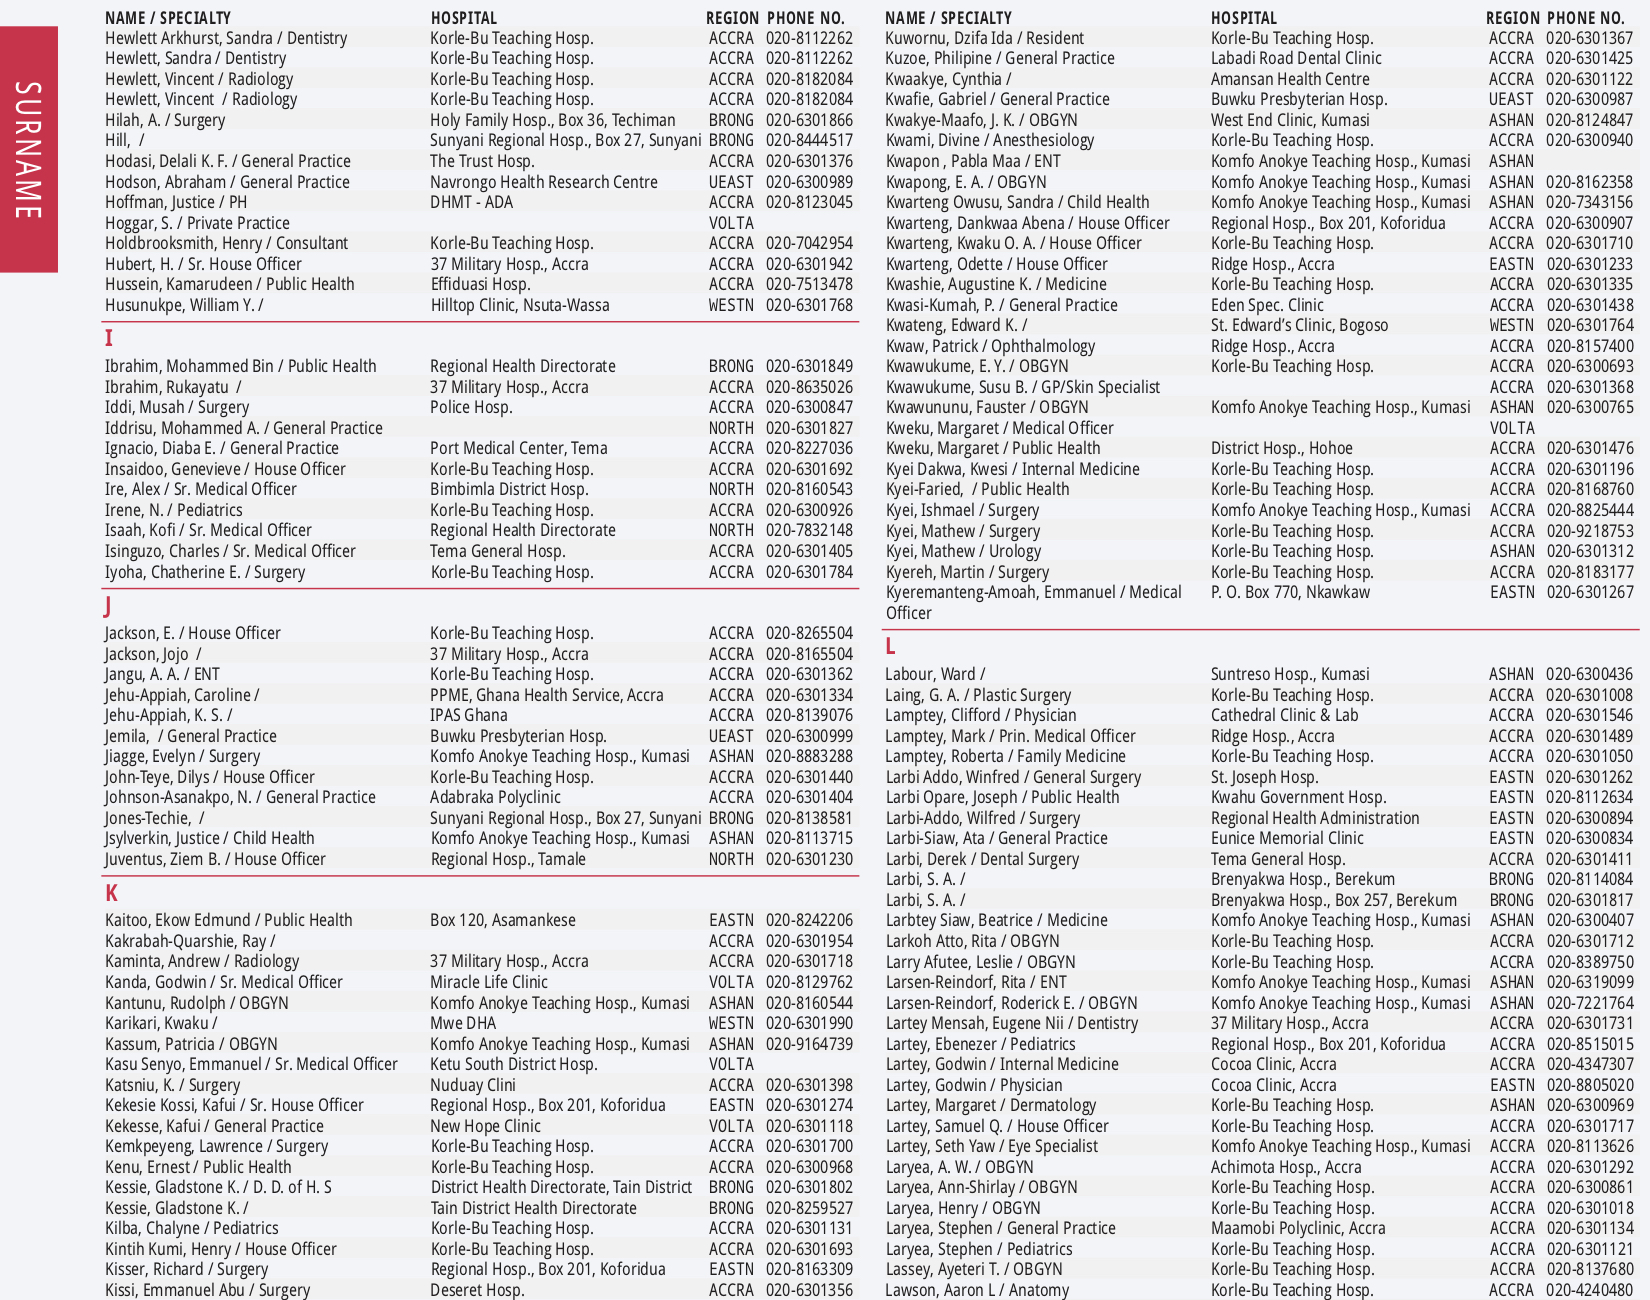 SURNAME
NAME / SPECIALTY HOSPITAL REGION PHONE NO.
Hewlett Arkhurst, Sandra / Dentistry Korle-Bu Teaching Hosp. ACCRA 020-8112262
Hewlett, Sandra / Dentistry Korle-Bu Teaching Hosp. ACCRA 020-8112262
Hewlett, Vincent / Radiology Korle-Bu Teaching Hosp. ACCRA 020-8182084
Hewlett, Vincent / Radiology Korle-Bu Teaching Hosp. ACCRA 020-8182084
Hilah, A. / Surgery Holy Family Hosp., Box 36, Techiman BRONG 020-6301866
Hill, / Sunyani Regional Hosp., Box 27, Sunyani BRONG 020-8444517
Hodasi, Delali K. F. / General Practice The Trust Hosp. ACCRA 020-6301376
Hodson, Abraham / General Practice Navrongo Health Research Centre UEAST 020-6300989
Hoffman, Justice / PH DHMT - ADA ACCRA 020-8123045
Hoggar, S. / Private Practice VOLTA
Holdbrooksmith, Henry / Consultant Korle-Bu Teaching Hosp. ACCRA 020-7042954
Hubert, H. / Sr. House Officer 37 Military Hosp., Accra ACCRA 020-6301942
Hussein, Kamarudeen / Public Health Effiduasi Hosp. ACCRA 020-7513478
Husunukpe, William Y. / Hilltop Clinic, Nsuta-Wassa WESTN 020-6301768
I
Ibrahim, Mohammed Bin / Public Health Regional Health Directorate BRONG 020-6301849
Ibrahim, Rukayatu / 37 Military Hosp., Accra ACCRA 020-8635026
Iddi, Musah / Surgery Police Hosp. ACCRA 020-6300847
Iddrisu, Mohammed A. / General Practice NORTH 020-6301827
Ignacio, Diaba E. / General Practice Port Medical Center, Tema ACCRA 020-8227036
Insaidoo, Genevieve / House Officer Korle-Bu Teaching Hosp. ACCRA 020-6301692
Ire, Alex / Sr. Medical Officer Bimbimla District Hosp. NORTH 020-8160543
Irene, N. / Pediatrics Korle-Bu Teaching Hosp. ACCRA 020-6300926
Isaah, Kofi / Sr. Medical Officer Regional Health Directorate NORTH 020-7832148
Isinguzo, Charles / Sr. Medical Officer Tema General Hosp. ACCRA 020-6301405
Iyoha, Chatherine E. / Surgery Korle-Bu Teaching Hosp. ACCRA 020-6301784
J
Jackson, E. / House Officer Korle-Bu Teaching Hosp. ACCRA 020-8265504
Jackson, Jojo / 37 Military Hosp., Accra ACCRA 020-8165504
Jangu, A. A. / ENT Korle-Bu Teaching Hosp. ACCRA 020-6301362
Jehu-Appiah, Caroline / PPME, Ghana Health Service, Accra ACCRA 020-6301334
Jehu-Appiah, K. S. / IPAS Ghana ACCRA 020-8139076
Jemila, / General Practice Buwku Presbyterian Hosp. UEAST 020-6300999
Jiagge, Evelyn / Surgery Komfo Anokye Teaching Hosp., Kumasi ASHAN 020-8883288
John-Teye, Dilys / House Officer Korle-Bu Teaching Hosp. ACCRA 020-6301440
Johnson-Asanakpo, N. / General Practice Adabraka Polyclinic ACCRA 020-6301404
Jones-Techie, / Sunyani Regional Hosp., Box 27, Sunyani BRONG 020-8138581
Jsylverkin, Justice / Child Health Komfo Anokye Teaching Hosp., Kumasi ASHAN 020-8113715
Juventus, Ziem B. / House Officer Regional Hosp., Tamale NORTH 020-6301230
K
Kaitoo, Ekow Edmund / Public Health Box 120, Asamankese EASTN 020-8242206
Kakrabah-Quarshie, Ray / ACCRA 020-6301954
Kaminta, Andrew / Radiology 37 Military Hosp., Accra ACCRA 020-6301718
Kanda, Godwin / Sr. Medical Officer Miracle Life Clinic VOLTA 020-8129762
Kantunu, Rudolph / OBGYN Komfo Anokye Teaching Hosp., Kumasi ASHAN 020-8160544
Karikari, Kwaku / Mwe DHA WESTN 020-6301990
Kassum, Patricia / OBGYN Komfo Anokye Teaching Hosp., Kumasi ASHAN 020-9164739
Kasu Senyo, Emmanuel / Sr. Medical Officer Ketu South District Hosp. VOLTA
Katsniu, K. / Surgery Nuduay Clini ACCRA 020-6301398
Kekesie Kossi, Kafui / Sr. House Officer Regional Hosp., Box 201, Koforidua EASTN 020-6301274
Kekesse, Kafui / General Practice New Hope Clinic VOLTA 020-6301118
Kemkpeyeng, Lawrence / Surgery Korle-Bu Teaching Hosp. ACCRA 020-6301700
Kenu, Ernest / Public Health Korle-Bu Teaching Hosp. ACCRA 020-6300968
Kessie, Gladstone K. / D. D. of H. S District Health Directorate, Tain District BRONG 020-6301802
Kessie, Gladstone K. / Tain District Health Directorate BRONG 020-8259527
Kilba, Chalyne / Pediatrics Korle-Bu Teaching Hosp. ACCRA 020-6301131
Kintih Kumi, Henry / House Officer Korle-Bu Teaching Hosp. ACCRA 020-6301693
Kisser, Richard / Surgery Regional Hosp., Box 201, Koforidua EASTN 020-8163309
Kissi, Emmanuel Abu / Surgery Deseret Hosp. ACCRA 020-6301356
NAME / SPECIALTY HOSPITAL REGION PHONE NO.
Kuwornu, Dzifa Ida / Resident Korle-Bu Teaching Hosp. ACCRA 020-6301367
Kuzoe, Philipine / General Practice Labadi Road Dental Clinic ACCRA 020-6301425
Kwaakye, Cynthia / Amansan Health Centre ACCRA 020-6301122
Kwafie, Gabriel / General Practice Buwku Presbyterian Hosp. UEAST 020-6300987
Kwakye-Maafo, J. K. / OBGYN West End Clinic, Kumasi ASHAN 020-8124847
Kwami, Divine / Anesthesiology Korle-Bu Teaching Hosp. ACCRA 020-6300940
Kwapon , Pabla Maa / ENT Komfo Anokye Teaching Hosp., Kumasi ASHAN
Kwapong, E. A. / OBGYN Komfo Anokye Teaching Hosp., Kumasi ASHAN 020-8162358
Kwarteng Owusu, Sandra / Child Health Komfo Anokye Teaching Hosp., Kumasi ASHAN 020-7343156
Kwarteng, Dankwaa Abena / House Officer Regional Hosp., Box 201, Koforidua ACCRA 020-6300907
Kwarteng, Kwaku O. A. / House Officer Korle-Bu Teaching Hosp. ACCRA 020-6301710
Kwarteng, Odette / House Officer Ridge Hosp., Accra EASTN 020-6301233
Kwashie, Augustine K. / Medicine Korle-Bu Teaching Hosp. ACCRA 020-6301335
Kwasi-Kumah, P. / General Practice Eden Spec. Clinic ACCRA 020-6301438
Kwateng, Edward K. / St. Edward's Clinic, Bogoso WESTN 020-6301764
Kwaw, Patrick / Ophthalmology Ridge Hosp., Accra ACCRA 020-8157400
Kwawukume, E. Y. / OBGYN Korle-Bu Teaching Hosp. ACCRA 020-6300693
Kwawukume, Susu B. / GP/Skin Specialist ACCRA 020-6301368
Kwawununu, Fauster / OBGYN Komfo Anokye Teaching Hosp., Kumasi ASHAN 020-6300765
Kweku, Margaret / Medical Officer VOLTA
Kweku, Margaret / Public Health District Hosp., Hohoe ACCRA 020-6301476
Kyei Dakwa, Kwesi / Internal Medicine Korle-Bu Teaching Hosp. ACCRA 020-6301196
Kyei-Faried, / Public Health Korle-Bu Teaching Hosp. ACCRA 020-8168760
Kyei, Ishmael / Surgery Komfo Anokye Teaching Hosp., Kumasi ASHAN 020-8825444
Kyei, Mathew / Surgery Korle-Bu Teaching Hosp. ACCRA 020-9218753
Kyei, Mathew / Urology Korle-Bu Teaching Hosp. ASHAN 020-6301312
Kyereh, Martin / Surgery Korle-Bu Teaching Hosp. ACCRA 020-8183177
Kyeremanteng-Amoah, Emmanuel / Medical P. O. Box 770, Nkawkaw EASTN 020-6301267
Officer
L
Labour, Ward / Suntreso Hosp., Kumasi ASHAN 020-6300436
Laing, G. A. / Plastic Surgery Korle-Bu Teaching Hosp. ACCRA 020-6301008
Lamptey, Clifford / Physician Cathedral Clinic & Lab ACCRA 020-6301546
Lamptey, Mark / Prin. Medical Officer Ridge Hosp., Accra ACCRA 020-6301489
Lamptey, Roberta / Family Medicine Korle-Bu Teaching Hosp. ACCRA 020-6301050
Larbi Addo, Winfred / General Surgery St. Joseph Hosp. EASTN 020-6301262
Larbi Opare, Joseph / Public Health Kwahu Government Hosp. EASTN 020-8112634
Larbi-Addo, Wilfred / Surgery Regional Health Administration EASTN 020-6300894
Larbi-Siaw, Ata / General Practice Eunice Memorial Clinic EASTN 020-6300834
Larbi, Derek / Dental Surgery Tema General Hosp. ACCRA 020-6301411
Larbi, S. A. / Brenyakwa Hosp., Berekum BRONG 020-8114084
Larbi, S. A. / Brenyakwa Hosp., Box 257, Berekum BRONG 020-6301817
Larbtey Siaw, Beatrice / Medicine Komfo Anokye Teaching Hosp., Kumasi ASHAN 020-6300407
Larkoh Atto, Rita / OBGYN Korle-Bu Teaching Hosp. ACCRA 020-6301712
Larry Afutee, Leslie / OBGYN Korle-Bu Teaching Hosp. ACCRA 020-8389750
Larsen-Reindorf, Rita / ENT Komfo Anokye Teaching Hosp., Kumasi ASHAN 020-6319099
Larsen-Reindorf, Roderick E. / OBGYN Komfo Anokye Teaching Hosp., Kumasi ASHAN 020-7221764
Lartey Mensah, Eugene Nii / Dentistry 37 Military Hosp., Accra ACCRA 020-6301731
Lartey, Ebenezer / Pediatrics Regional Hosp., Box 201, Koforidua ACCRA 020-8515015
Lartey, Godwin / Internal Medicine Cocoa Clinic, Accra ACCRA 020-4347307
Lartey, Godwin / Physician Cocoa Clinic, Accra EASTN 020-8805020
Lartey, Margaret / Dermatology Korle-Bu Teaching Hosp. ASHAN 020-6300969
Lartey, Samuel Q. / House Officer Korle-Bu Teaching Hosp. ACCRA 020-6301717
Lartey, Seth Yaw / Eye Specialist Komfo Anokye Teaching Hosp., Kumasi ACCRA 020-8113626
Laryea, A. W. / OBGYN Achimota Hosp., Accra ACCRA 020-6301292
Laryea, Ann-Shirlay / OBGYN Korle-Bu Teaching Hosp. ACCRA 020-6300861
Laryea, Henry / OBGYN Korle-Bu Teaching Hosp. ACCRA 020-6301018
Laryea, Stephen / General Practice Maamobi Polyclinic, Accra ACCRA 020-6301134
Laryea, Stephen / Pediatrics Korle-Bu Teaching Hosp. ACCRA 020-6301121
Lassey, Ayeteri T. / OBGYN Korle-Bu Teaching Hosp. ACCRA 020-8137680
Lawson, Aaron L / Anatomy Korle-Bu Teaching Hosp. ACCRA 020-4240480